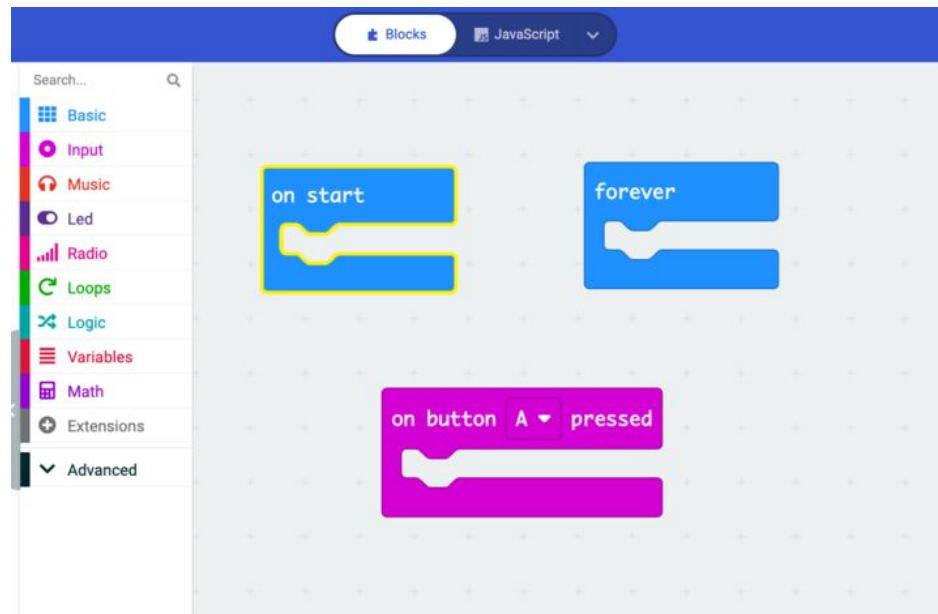 Blocks
JavaScript
Search...
Basic
Input
Music
Led
Radio
Loops
Logic
Variables
Math
Extensions
Advanced
on start
forever
on button A pressed